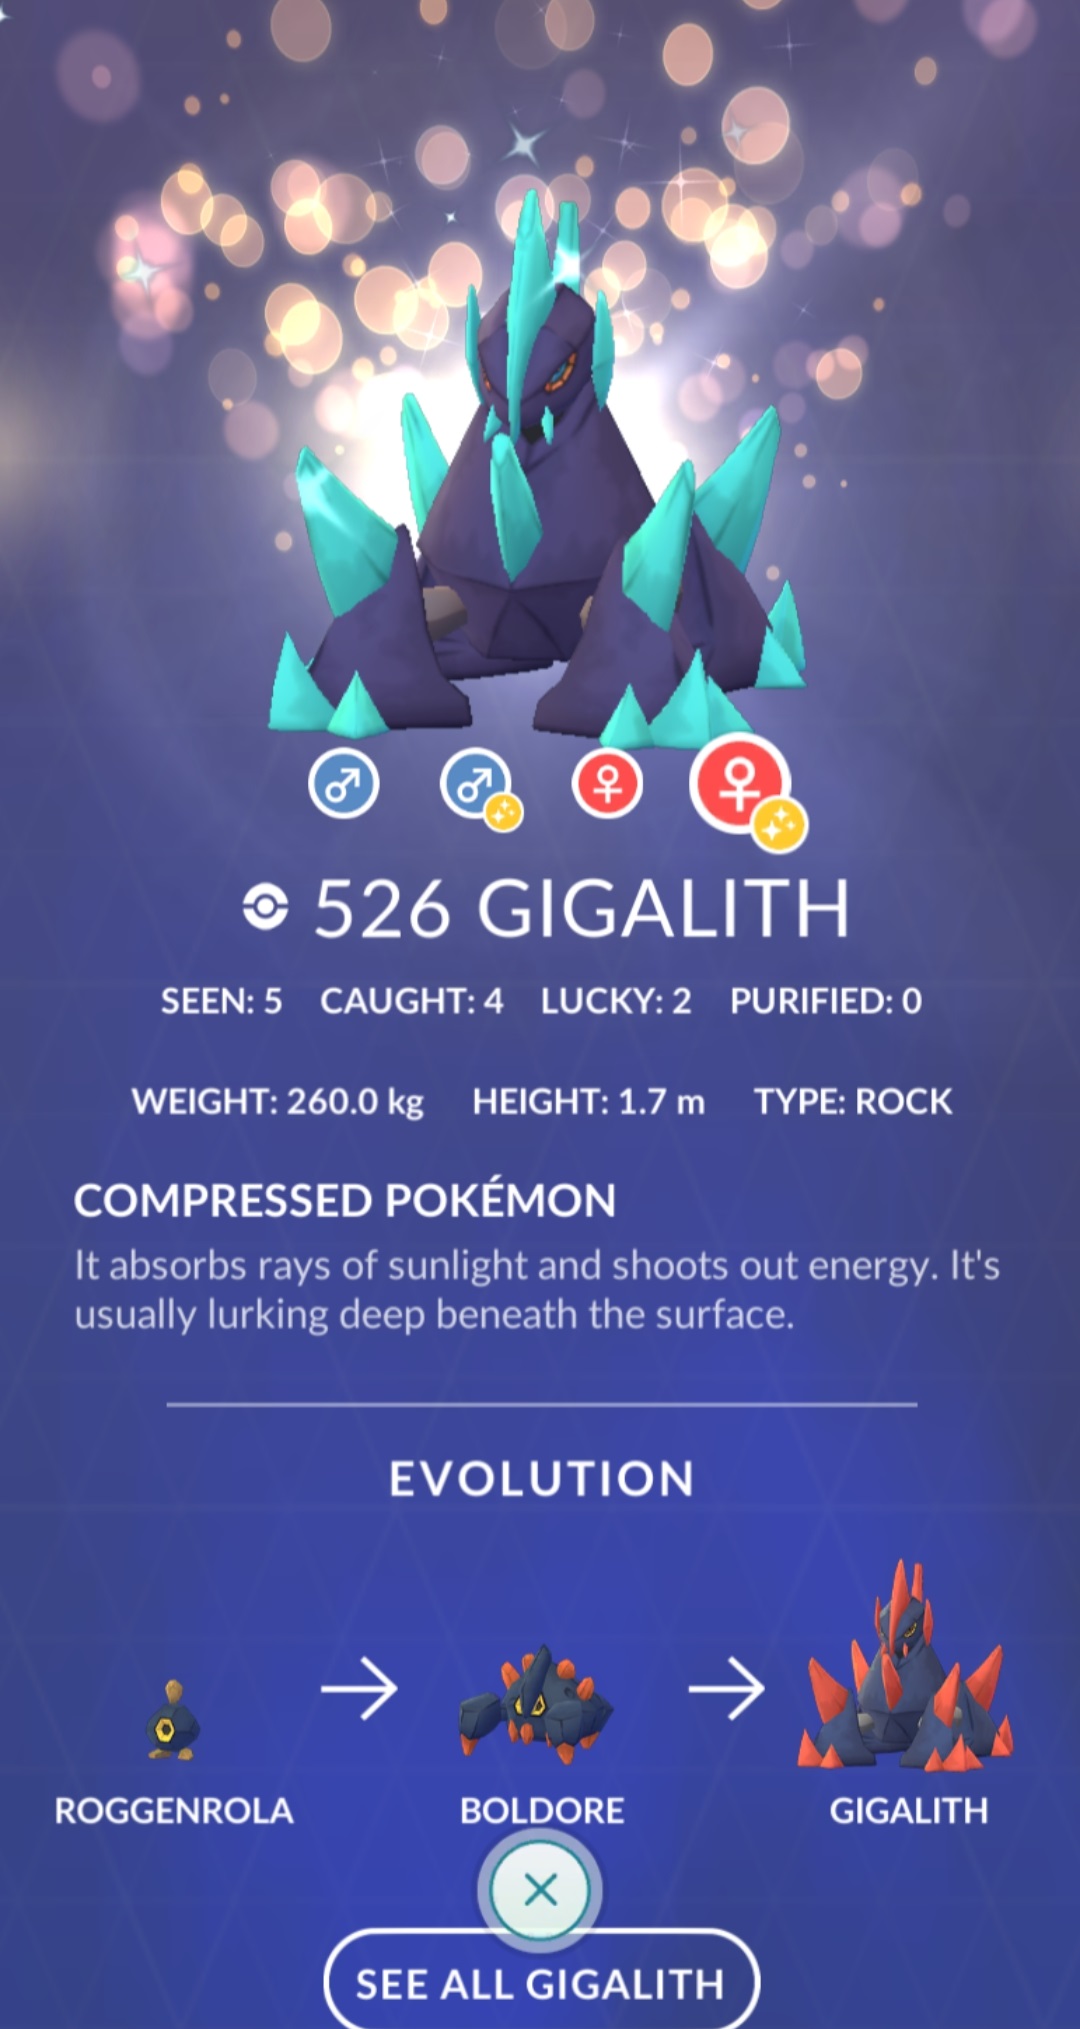 526 GIGALITH
SEEN: 5 CAUGHT: 4 LUCKY: 2 PURIFIED: 0
WEIGHT: 260.0 kg HEIGHT: 1.7 m TYPE: ROCK
COMPRESSED POKÉMON
It absorbs rays of sunlight and shoots out energy. It's
usually lurking deep beneath the surface.
EVOLUTION
ROGGENROLA BOLDORE GIGALITH
SEE ALL GIGALITH